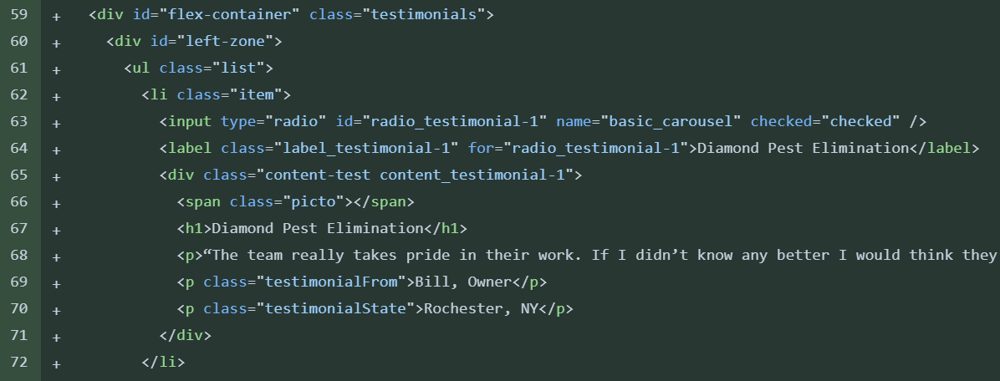 59 + <div id="flex-container" class="testimonials">
60 + <div id="left-zone">
61 + <ul class="list">
62 + <li class="item">
63 + <input type="radio" id="radio_testimonial-1" name="basic_carousel" checked="checked" />
64 + <label class="label_testimonial-1" for="radio_testimonial-1">Diamond Pest Elimination</label>
65 + <div class="content-test content_testimonial-1">
66 + <span class="picto"></span>
67 + <h1>Diamond Pest Elimination</h1>
68 + <p>“The team really takes pride in their work. If I didn’t know any better I would think they
69 + <p class="testimonialFrom">Bill, Owner</p>
70 + <p class="testimonialState">Rochester, NY</p>
71 + </div>
72 + </li>